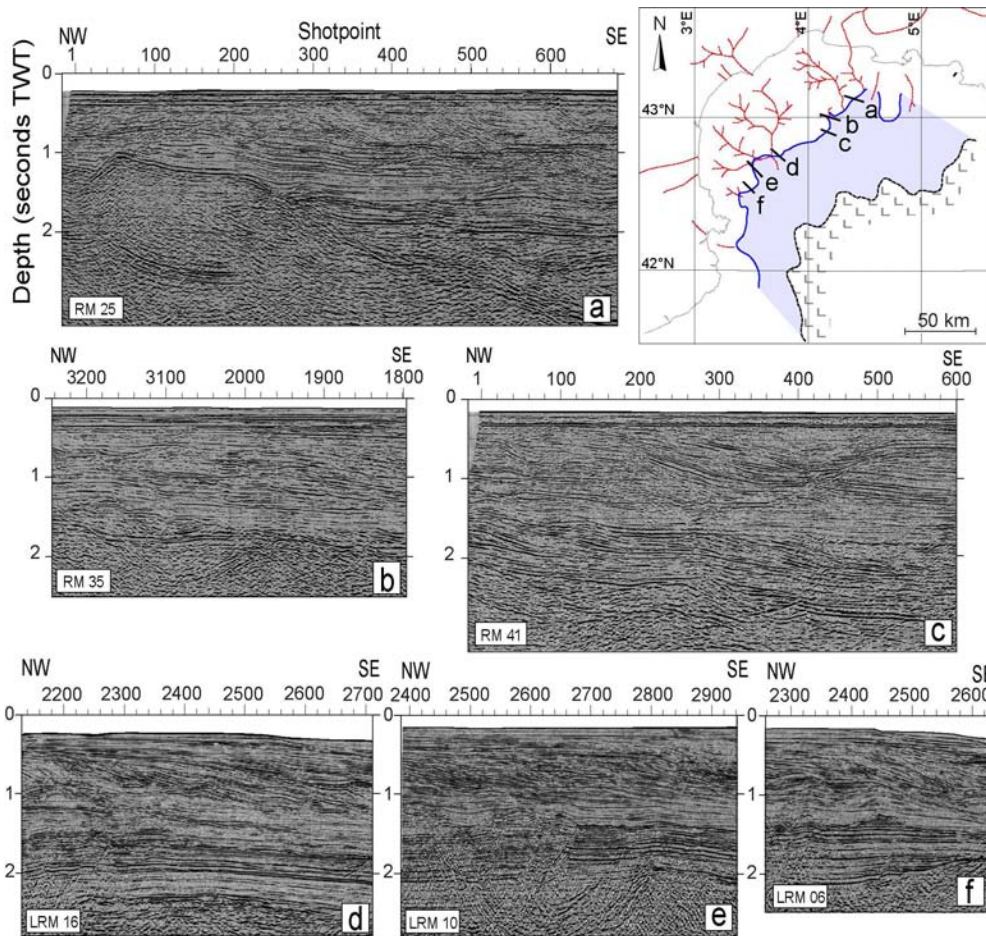 NW Shotpoint SE
1 100 200 300 400 500 600
Depth (seconds TWT)
0
1
2
RM 25
a
N
3°E 4°E 5°E
43°N
42°N
a
b
c
d
e
f
50 km
NW SE
3200 3100 2000 1900 1800
0
1
2
RM 35
b
NW SE
1 100 200 300 400 500 600
0
1
2
RM 41
c
NW SE
2200 2300 2400 2500 2600 2700
0
1
2
LRM 16
d
NW SE
2400 2500 2600 2700 2800 2900
0
1
2
LRM 10
e
NW SE
2300 2400 2500 2600
0
1
2
LRM 06
f